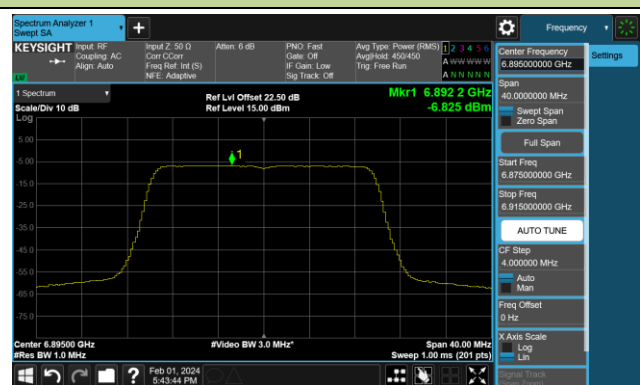 Spectrum Analyzer 1
Swept SA
Frequency
KEYSIGHT
Input: RF
Coupling: AC
Align: Auto
Input Z: 50 Ω
Corr CCorr
Freq Ref: Int (S)
NFE: Adaptive
Atten: 6 dB
PNO: Fast
Gate: Off
IF Gain: Low
Sig Track: Off
Avg Type: Power (RMS)
Avg|Hold: 450/450
Trig: Free Run
1 2 3 4 5 6
A W W W W W
A N N N N N
LW
Center Frequency
6.895000000 GHz
Settings
1 Spectrum
Scale/Div 10 dB
Log
Ref Lvl Offset 22.50 dB
Ref Level 15.00 dBm
Mkr1 6.892 2 GHz
-6.825 dBm
Span
40.0000000 MHz
Swept Span
Zero Span
Full Span
Start Freq
6.875000000 GHz
Stop Freq
6.915000000 GHz
AUTO TUNE
CF Step
4.000000 MHz
Auto
Man
Freq Offset
0 Hz
X Axis Scale
Log
Lin
Signal Track
5.00
-5.00
-15.0
-25.0
-35.0
-45.0
-55.0
-65.0
-75.0
1
Center 6.89500 GHz
#Res BW 1.0 MHz
#Video BW 3.0 MHz*
Span 40.00 MHz
Sweep 1.00 ms (201 pts)
?
Feb 01, 2024
5:43:44 PM